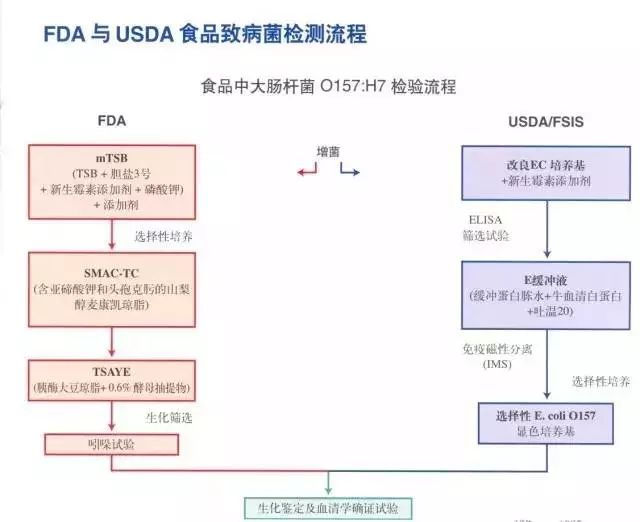 FDA 与 USDA 食品致病菌检测流程
食品中大肠杆菌 O157:H7 检验流程
FDA
USDA/FSIS
增菌
mTSB
(TSB + 胆盐3号
+ 新生霉素添加剂 + 磷酸钾)
+ 添加剂
选择性培养
SMAC-TC
(含亚碲酸钾和头孢克肟的山梨
醇麦康凯琼脂)
TSAYE
(胰酶大豆琼脂+ 0.6% 酵母抽提物)
生化筛选
吲哚试验
改良EC 培养基
+新生霉素添加剂
ELISA
筛选试验
E缓冲液
(缓冲蛋白胨水+牛血清白蛋白
+吐温20)
免疫磁性分离
(IMS)
选择性培养
选择性 E. coli O157
显色培养基
生化鉴定及血清学确证试验